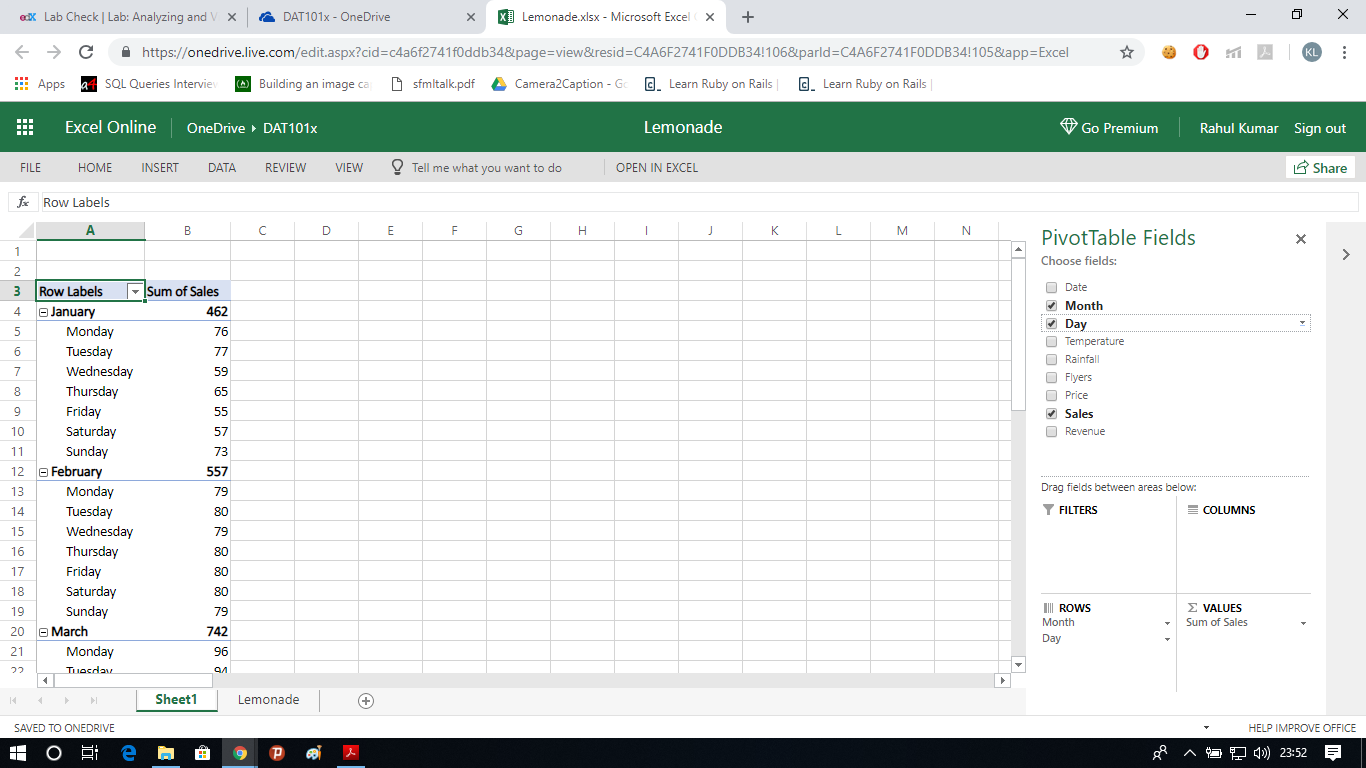 edX Lab Check | Lab: Analyzing and V
DAT101x - OneDrive
Lemonade.xlsx - Microsoft Excel
https://onedrive.live.com/edit.aspx?cid=c4a6f2741f0ddb34&page=view&resid=C4A6F2741F0DDB34!106&parId=C4A6F2741F0DDB34!105&app=Excel
KL
Apps
SQL Queries Interview
Building an image ca
sfmltalk.pdf
Camera2Caption - Go
Learn Ruby on Rails |
Learn Ruby on Rails |
Excel Online
OneDrive ▸ DAT101x
Lemonade
Go Premium
Rahul Kumar
Sign out
FILE HOME INSERT DATA REVIEW VIEW Tell me what you want to do OPEN IN EXCEL
Share
fx Row Labels
A B C D E F G H I J K L M N
1
2
3 Row Labels Sum of Sales
4 January 462
5 Monday 76
6 Tuesday 77
7 Wednesday 59
8 Thursday 65
9 Friday 55
10 Saturday 57
11 Sunday 73
12 February 557
13 Monday 79
14 Tuesday 80
15 Wednesday 79
16 Thursday 80
17 Friday 80
18 Saturday 80
19 Sunday 79
20 March 742
21 Monday 96
22 Tuesday 94
PivotTable Fields
Choose fields:
Date
Month
Day
Temperature
Rainfall
Flyers
Price
Sales
Revenue
Drag fields between areas below:
FILTERS
COLUMNS
ROWS
Month
Day
Σ VALUES
Sum of Sales
Sheet1
Lemonade
SAVED TO ONEDRIVE
HELP IMPROVE OFFICE
23:52